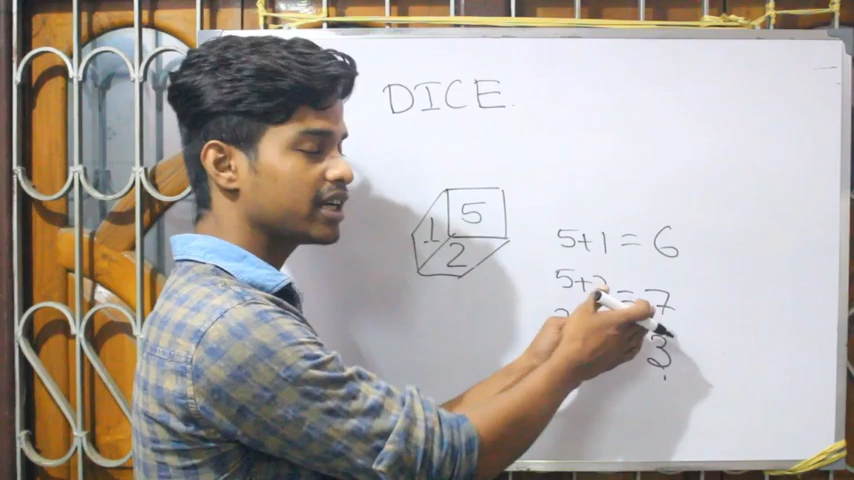 DICE.
5
1
2
5+1 = 6
5+2 = 7
3